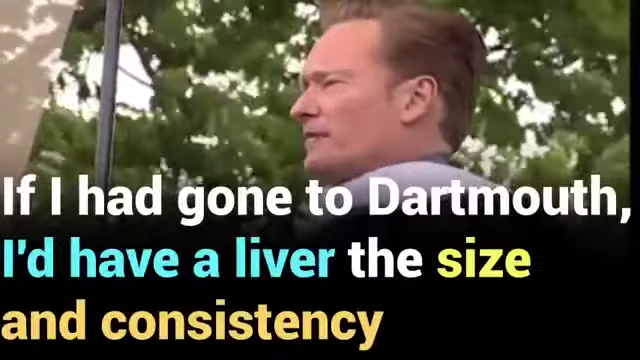 If I had gone to Dartmouth,
I'd have a liver the size
and consistency